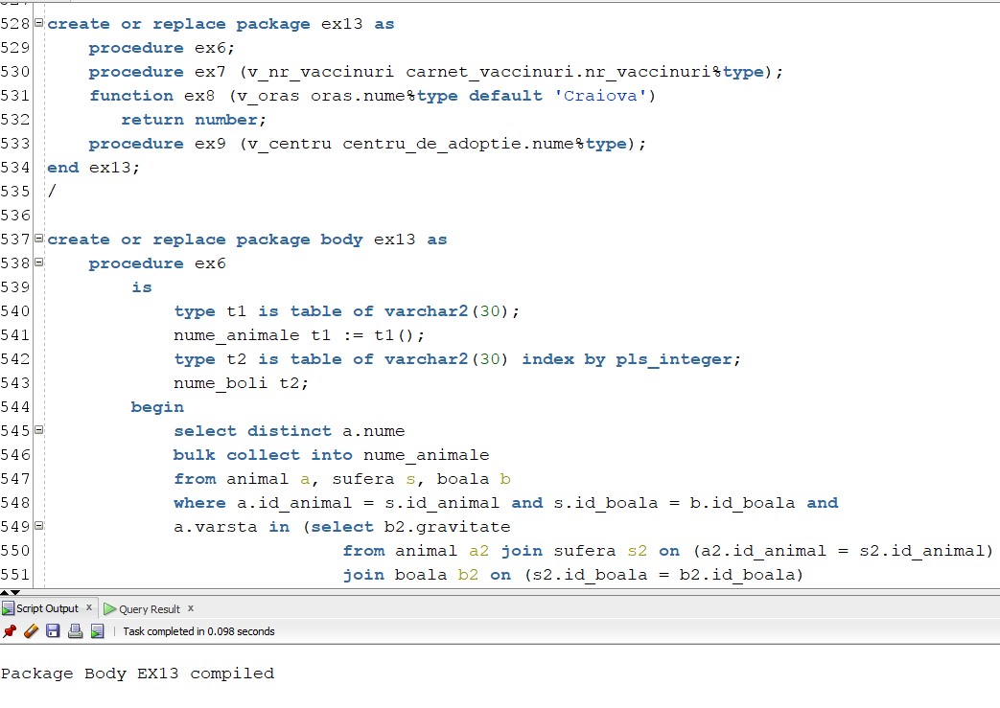 528 create or replace package ex13 as
529     procedure ex6;
530     procedure ex7 (v_nr_vaccinuri carnet_vaccinuri.nr_vaccinuri%type);
531     function ex8 (v_oras oras.nume%type default 'Craiova')
532        return number;
533     procedure ex9 (v_centru centru_de_adoptie.nume%type);
534 end ex13;
535 /
536
537 create or replace package body ex13 as
538     procedure ex6
539         is
540             type t1 is table of varchar2(30);
541             nume_animale t1 := t1();
542             type t2 is table of varchar2(30) index by pls_integer;
543             nume_boli t2;
544         begin
545             select distinct a.nume
546             bulk collect into nume_animale
547             from animal a, sufera s, boala b
548             where a.id_animal = s.id_animal and s.id_boala = b.id_boala and
549             a.varsta in (select b2.gravitate
550                             from animal a2 join sufera s2 on (a2.id_animal = s2.id_animal)
551                             join boala b2 on (s2.id_boala = b2.id_boala)
Script Output x Query Result x
Task completed in 0.098 seconds
Package Body EX13 compiled